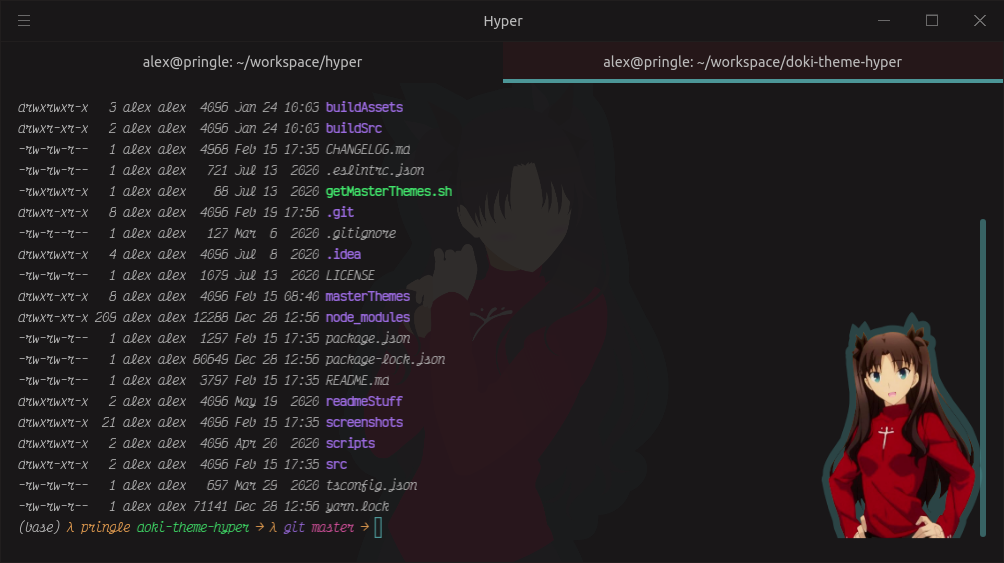 Hyper
alex@pringle: ~/workspace/hyper
alex@pringle: ~/workspace/doki-theme-hyper
drwxrwxr-x 3 alex alex 4096 Jan 24 10:03 buildAssets
drwxr-xr-x 2 alex alex 4096 Jan 24 10:03 buildSrc
-rw-rw-r-- 1 alex alex 4968 Feb 15 17:35 CHANGELOG.md
-rw-rw-r-- 1 alex alex 721 Jul 13 2020 .eslintrc.json
-rwxrwxr-x 1 alex alex 88 Jul 13 2020 getMasterThemes.sh
drwxrwxr-x 8 alex alex 4096 Feb 19 17:56 .git
-rw-r--r-- 1 alex alex 127 Mar 6 2020 .gitignore
drwxrwxr-x 4 alex alex 4096 Jul 8 2020 .idea
-rw-rw-r-- 1 alex alex 1079 Jul 13 2020 LICENSE
drwxrwxr-x 8 alex alex 4096 Feb 15 08:40 masterThemes
drwxr-xr-x 209 alex alex 12288 Dec 28 12:56 node_modules
-rw-rw-r-- 1 alex alex 1297 Feb 15 17:35 package.json
-rw-rw-r-- 1 alex alex 80649 Dec 28 12:56 package-lock.json
-rw-rw-r-- 1 alex alex 3797 Feb 15 17:35 README.md
drwxrwxr-x 2 alex alex 4096 May 19 2020 readmeStuff
drwxrwxr-x 21 alex alex 4096 Feb 15 17:35 screenshots
drwxrwxr-x 2 alex alex 4096 Apr 20 2020 scripts
drwxr-xr-x 2 alex alex 4096 Feb 15 17:35 src
-rw-rw-r-- 1 alex alex 697 Mar 29 2020 tsconfig.json
-rw-rw-r-- 1 alex alex 71141 Dec 28 12:56 yarn.lock
(base) λ pringle doki-theme-hyper → λ git master →